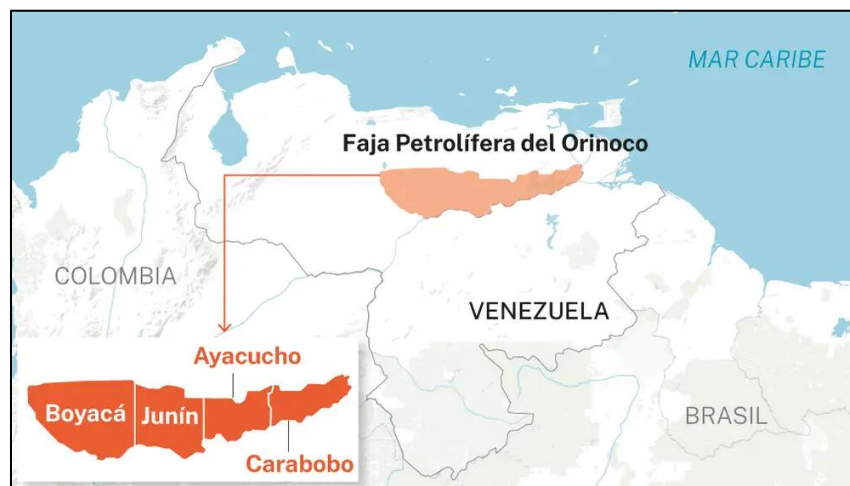 MAR CARIBE
Faja Petrolífera del Orinoco
COLOMBIA
VENEZUELA
BRASIL
Ayacucho
Boyacá
Junín
Carabobo